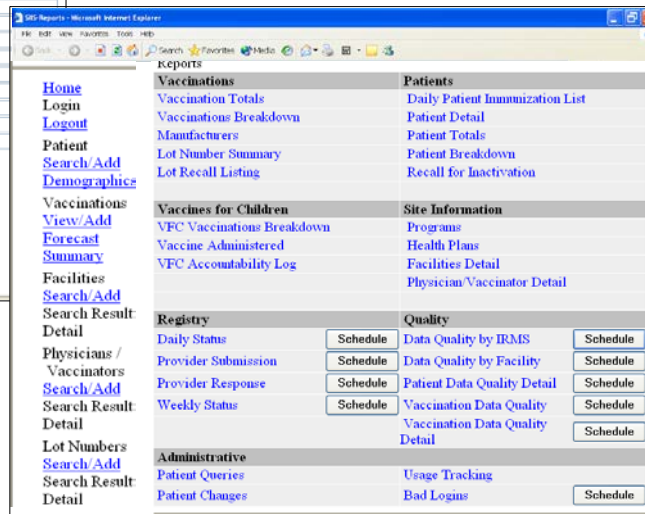 SIIS-Reports - Microsoft Internet Explorer
File Edit View Favorites Tools Help
Back Search Favorites Media
Reports
Home
Login
Logout
Patient
Search/Add
Demographics
Vaccinations
View/Add
Forecast
Summary
Facilities
Search/Add
Search Result
Detail
Physicians /
Vaccinators
Search/Add
Search Result
Detail
Lot Numbers
Search/Add
Search Result
Detail
Vaccinations Patients
Vaccination Totals Daily Patient Immunization List
Vaccinations Breakdown Patient Detail
Manufacturers Patient Totals
Lot Number Summary Patient Breakdown
Lot Recall Listing Recall for Inactivation
Vaccines for Children Site Information
VFC Vaccinations Breakdown Programs
Vaccine Administered Health Plans
VFC Accountability Log Facilities Detail
Physician/Vaccinator Detail
Registry Quality
Daily Status Schedule Data Quality by IRMS Schedule
Provider Submission Schedule Data Quality by Facility Schedule
Provider Response Schedule Patient Data Quality Detail Schedule
Weekly Status Schedule Vaccination Data Quality Schedule
Vaccination Data Quality
Detail Schedule
Administrative
Patient Queries Usage Tracking
Patient Changes Bad Logins Schedule